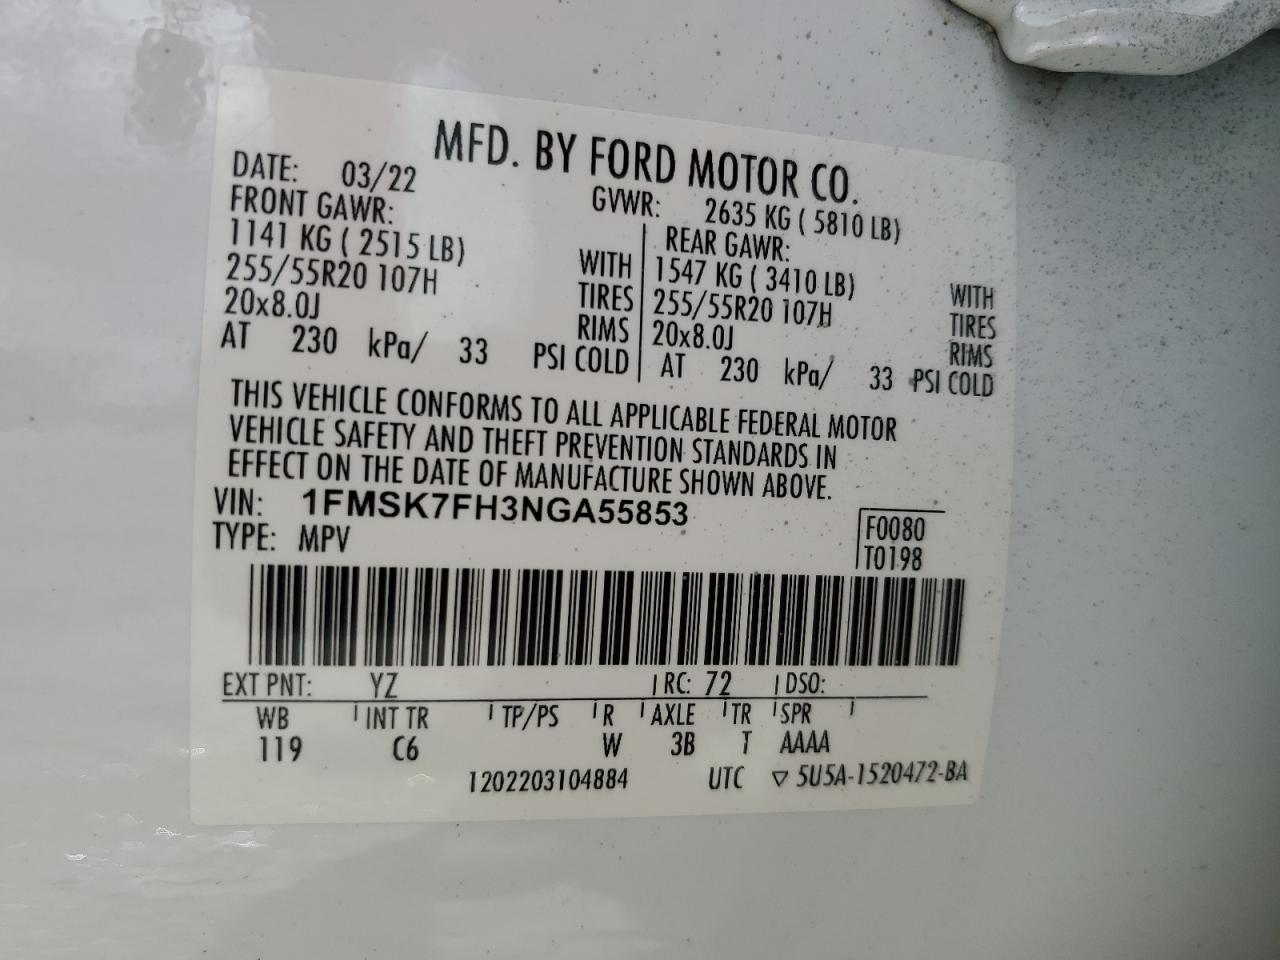 MFD. BY FORD MOTOR CO.
DATE: 03/22 GVWR: 2635 KG ( 5810 LB)
FRONT GAWR: REAR GAWR:
1141 KG ( 2515 LB) WITH 1547 KG ( 3410 LB) WITH
255/55R20 107H TIRES 255/55R20 107H TIRES
20x8.0J RIMS 20x8.0J RIMS
AT 230 kPa/ 33 PSI COLD AT 230 kPa/ 33 PSI COLD
THIS VEHICLE CONFORMS TO ALL APPLICABLE FEDERAL MOTOR
VEHICLE SAFETY AND THEFT PREVENTION STANDARDS IN
EFFECT ON THE DATE OF MANUFACTURE SHOWN ABOVE.
VIN: 1FMSK7FH3NGA55853
TYPE: MPV
F0080
T0198
EXT PNT: YZ RC: 72 DSO:
WB INT TR TP/PS R AXLE TR SPR
119 C6 W 3B T AAAA
1202203104884 UTC ▽ 5U5A-1520472-BA